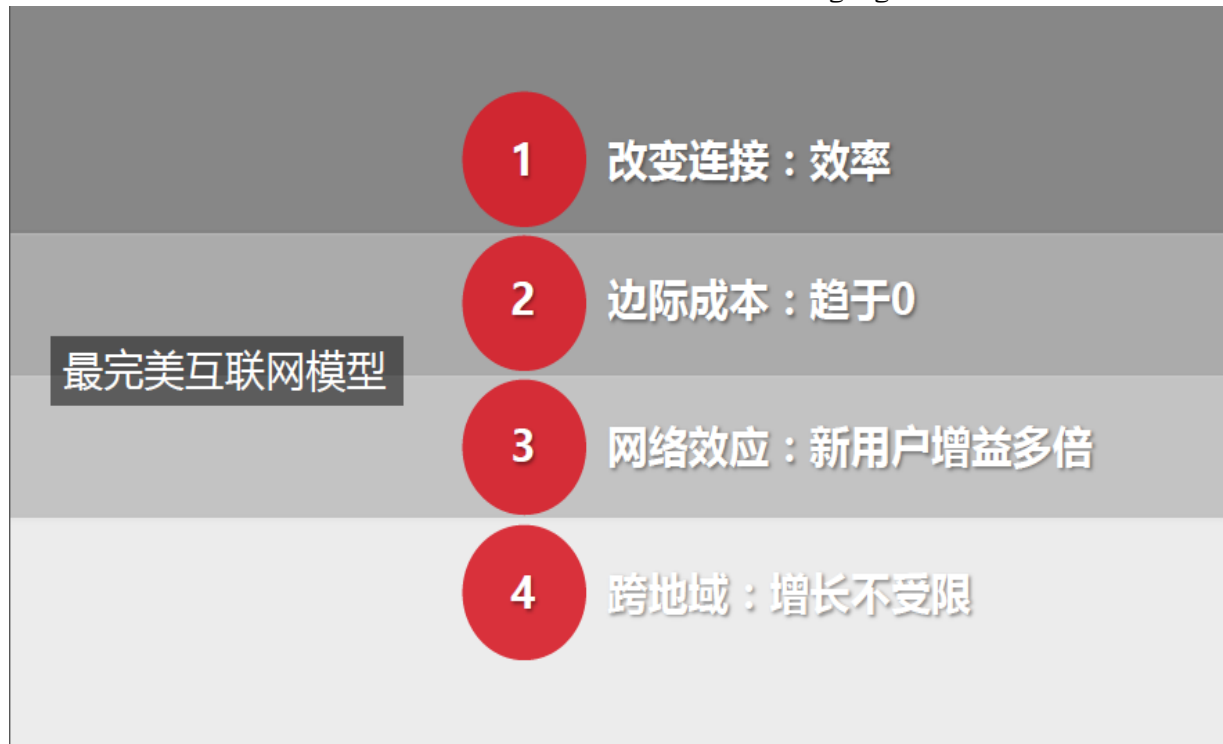 1 改变连接：效率
2 边际成本：趋于0
最完美互联网模型
3 网络效应：新用户增益多倍
4 跨地域：增长不受限